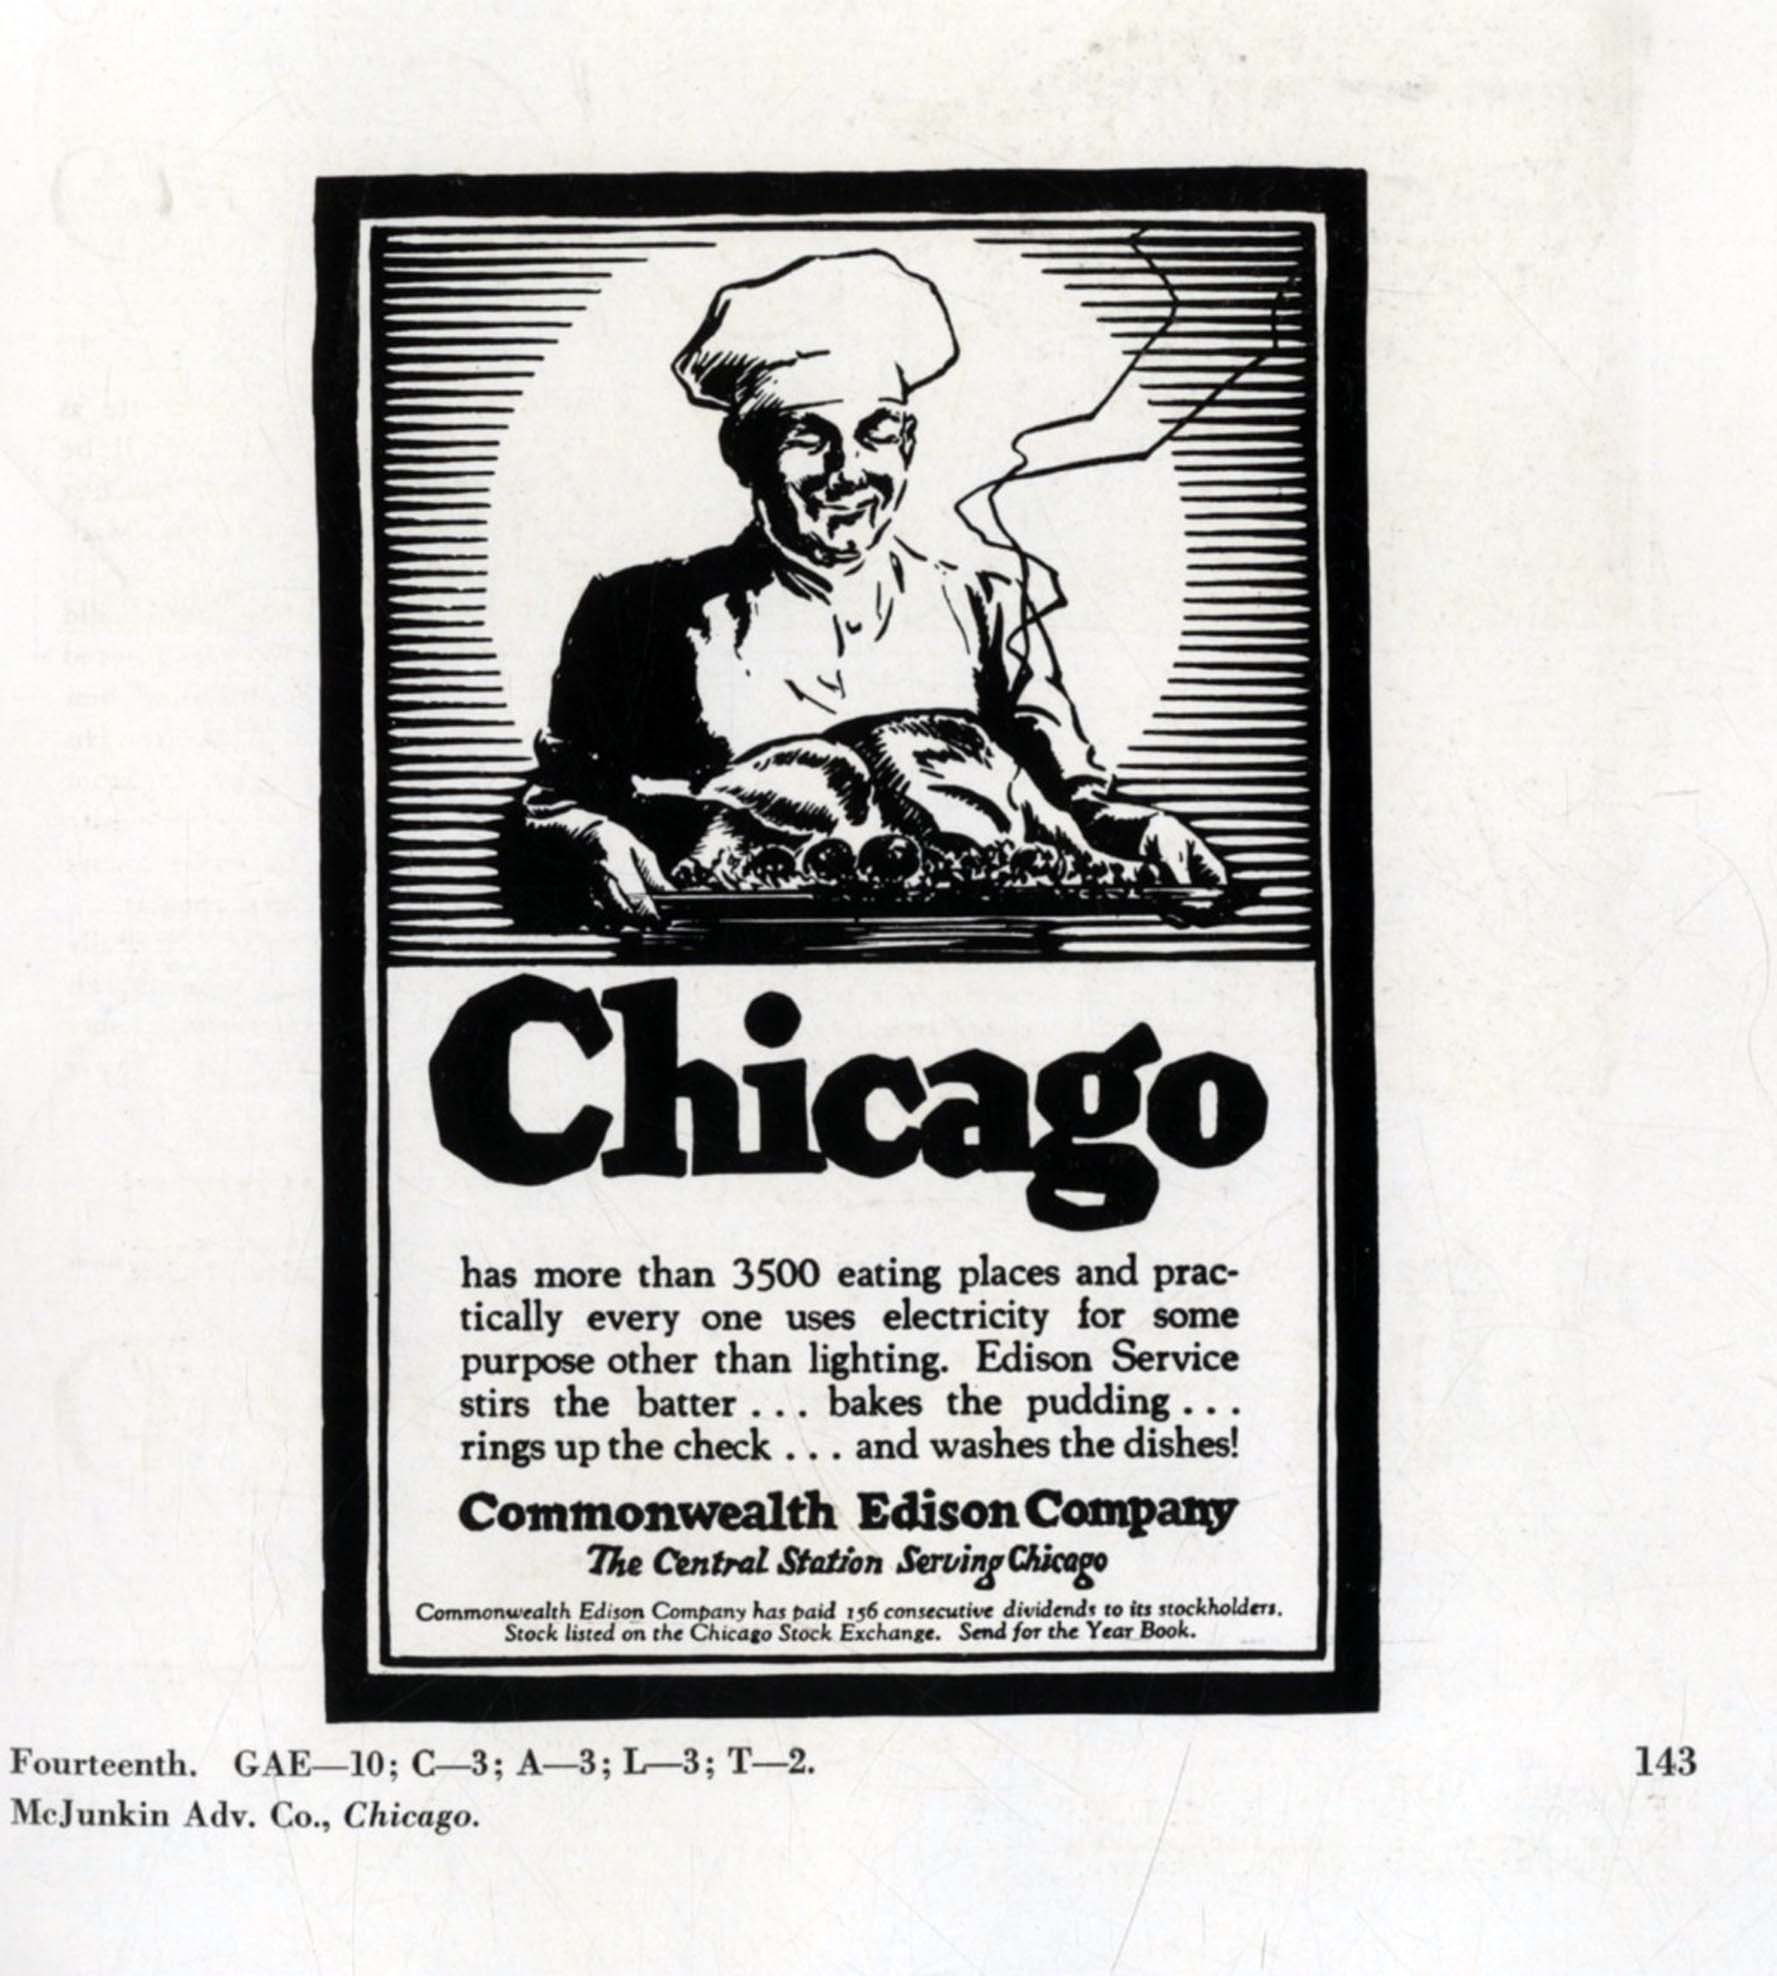 Chicago
has more than 3500 eating places and prac-
tically every one uses electricity for some
purpose other than lighting. Edison Service
stirs the batter . . . bakes the pudding . . .
rings up the check . . . and washes the dishes!
Commonwealth Edison Company
The Central Station Serving Chicago
Commonwealth Edison Company has paid 156 consecutive dividends to its stockholders.
Stock listed on the Chicago Stock Exchange. Send for the Year Book.
Fourteenth. GAE—10; C—3; A—3; L—3; T—2.
143
McJunkin Adv. Co., Chicago.